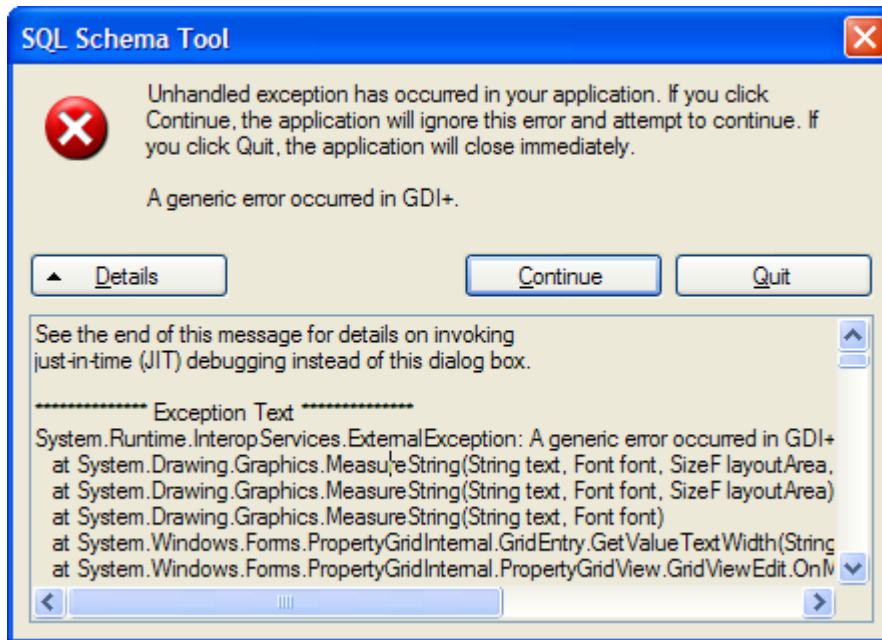 SQL Schema Tool
Unhandled exception has occurred in your application. If you click
Continue, the application will ignore this error and attempt to continue. If
you click Quit, the application will close immediately.
A generic error occurred in GDI+.
Details
Continue
Quit
See the end of this message for details on invoking
just-in-time (JIT) debugging instead of this dialog box.
************** Exception Text **************
System.Runtime.InteropServices.ExternalException: A generic error occurred in GDI+
at System.Drawing.Graphics.MeasureString(String text, Font font, SizeF layoutArea,
at System.Drawing.Graphics.MeasureString(String text, Font font, SizeF layoutArea)
at System.Drawing.Graphics.MeasureString(String text, Font font)
at System.Windows.Forms.PropertyGridInternal.GridEntry.GetValueTextWidth(String
at System.Windows.Forms.PropertyGridInternal.PropertyGridView.GridViewEdit.OnM